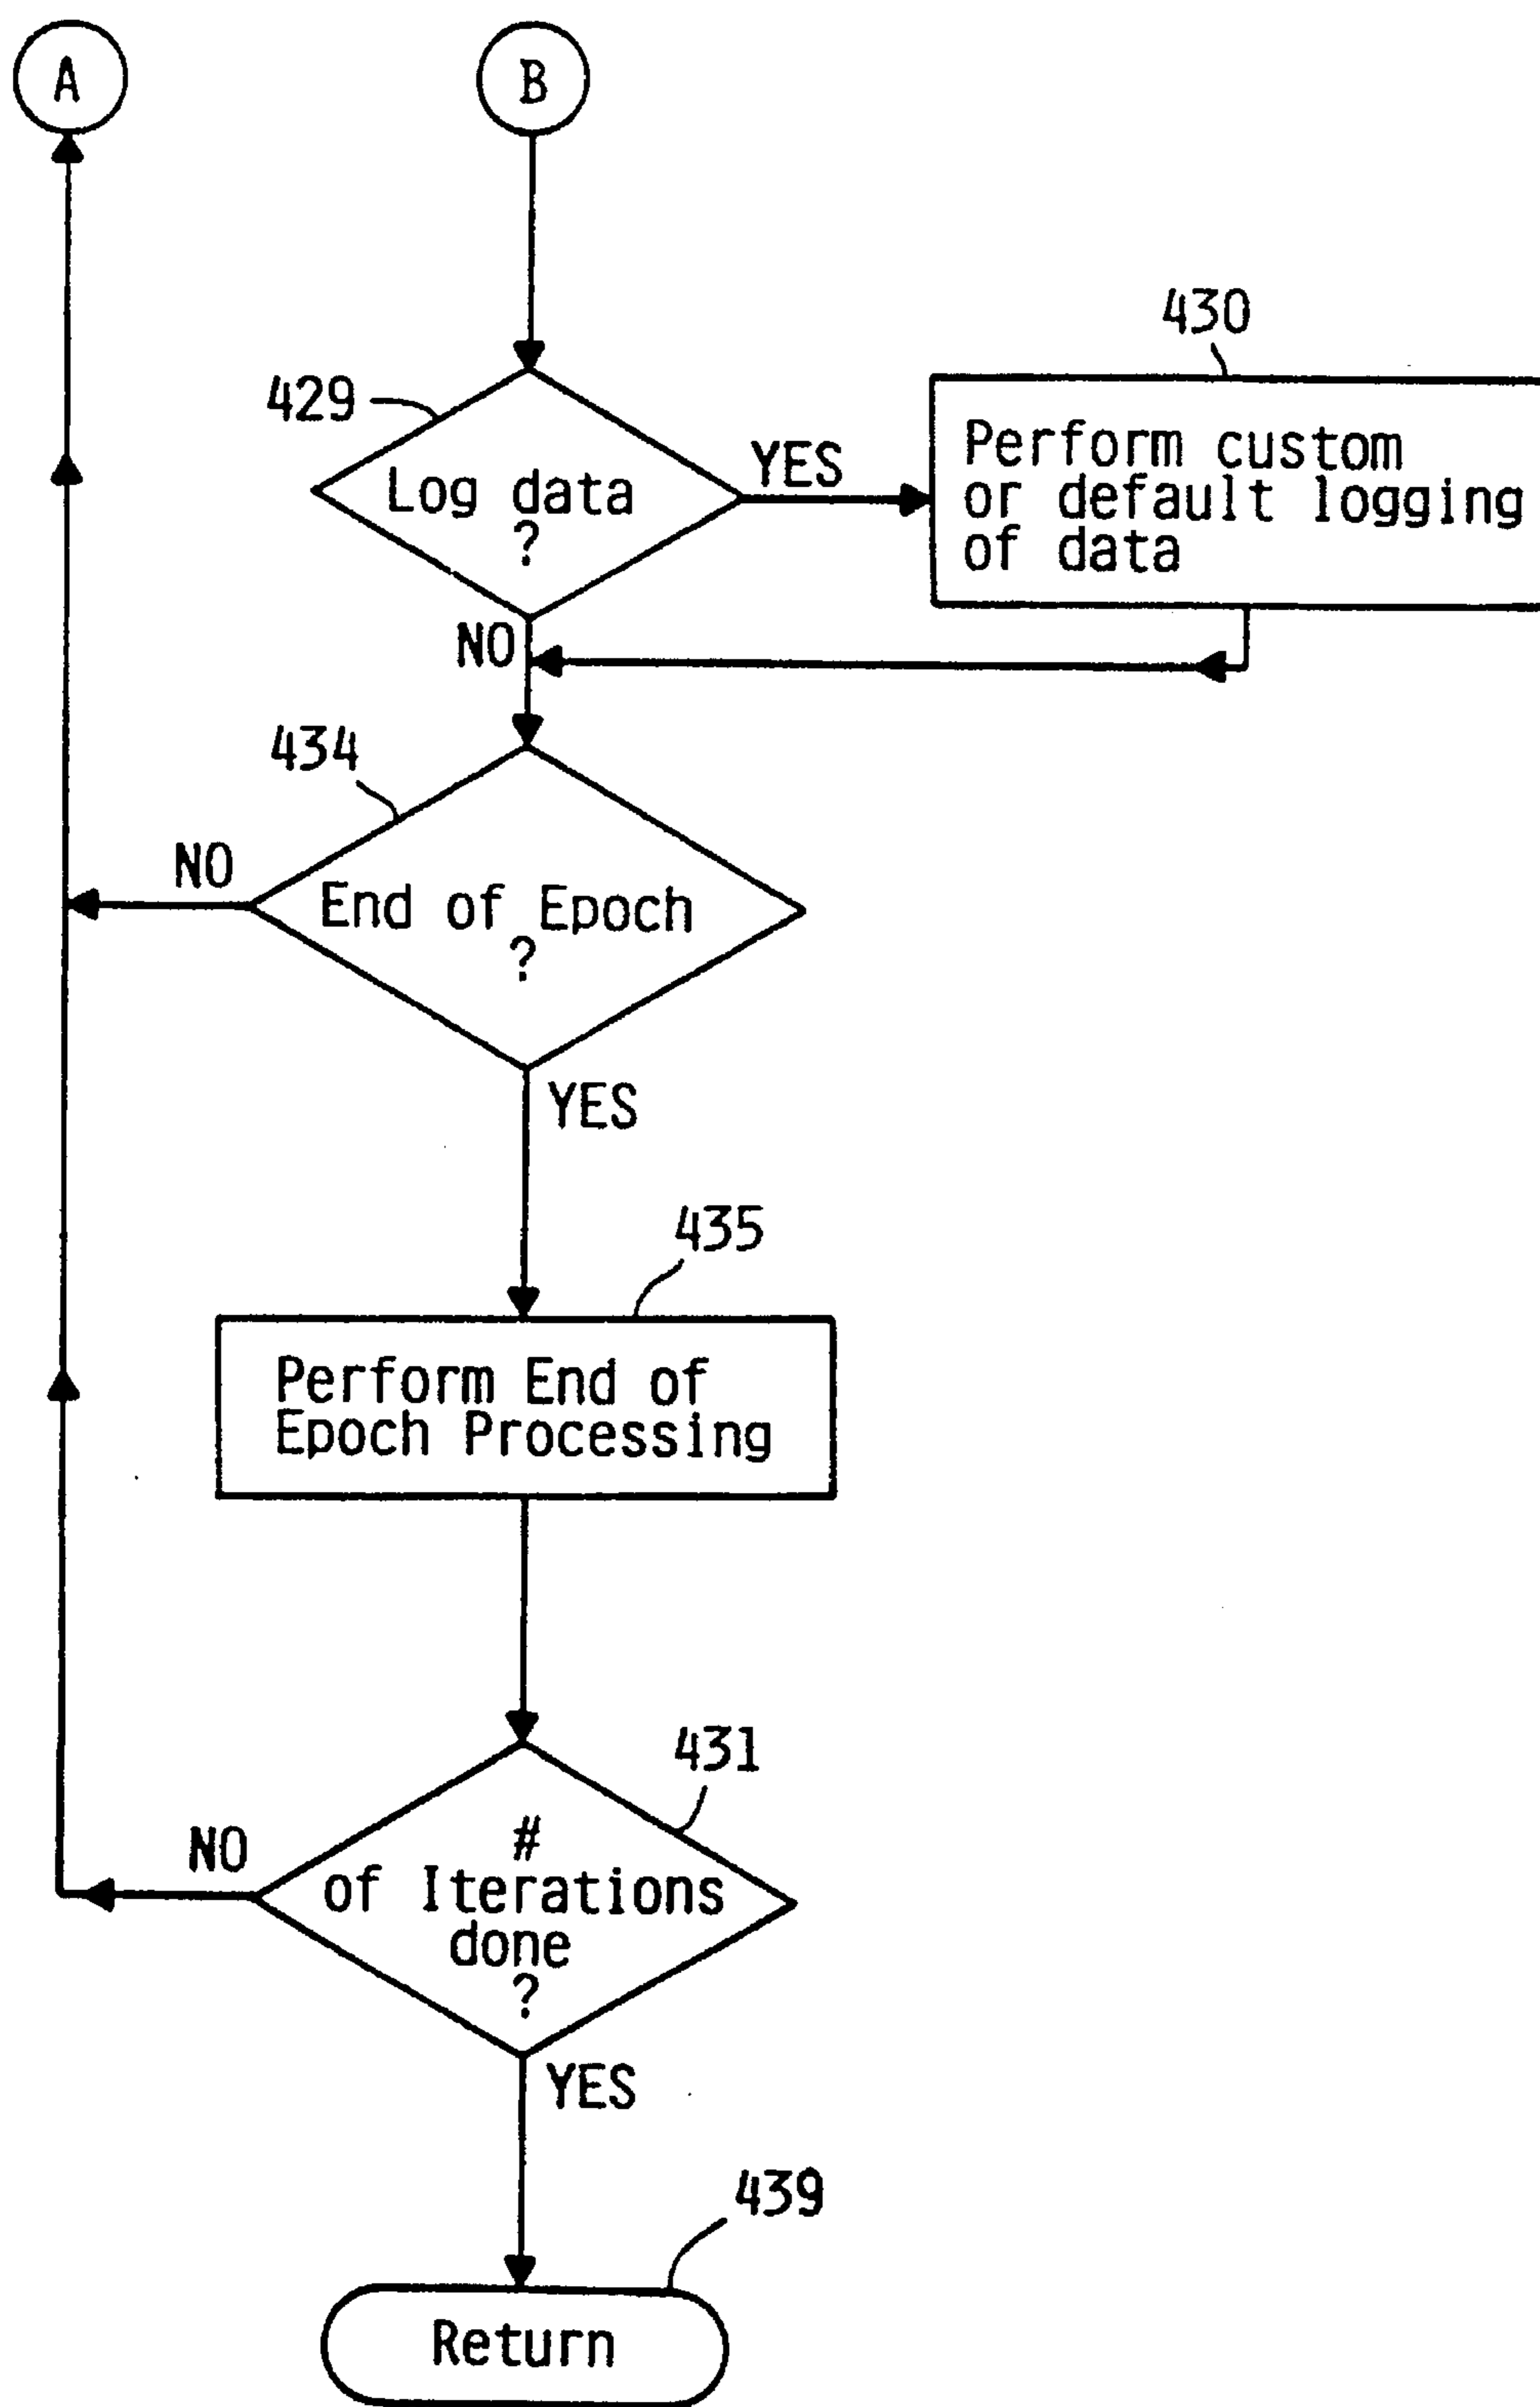 A
B
430
429
Log data
?
YES
Perform custom
or default logging
of data
NO
434
NO
End of Epoch
?
YES
435
Perform End of
Epoch Processing
431
NO
#
of Iterations
done
?
YES
439
Return